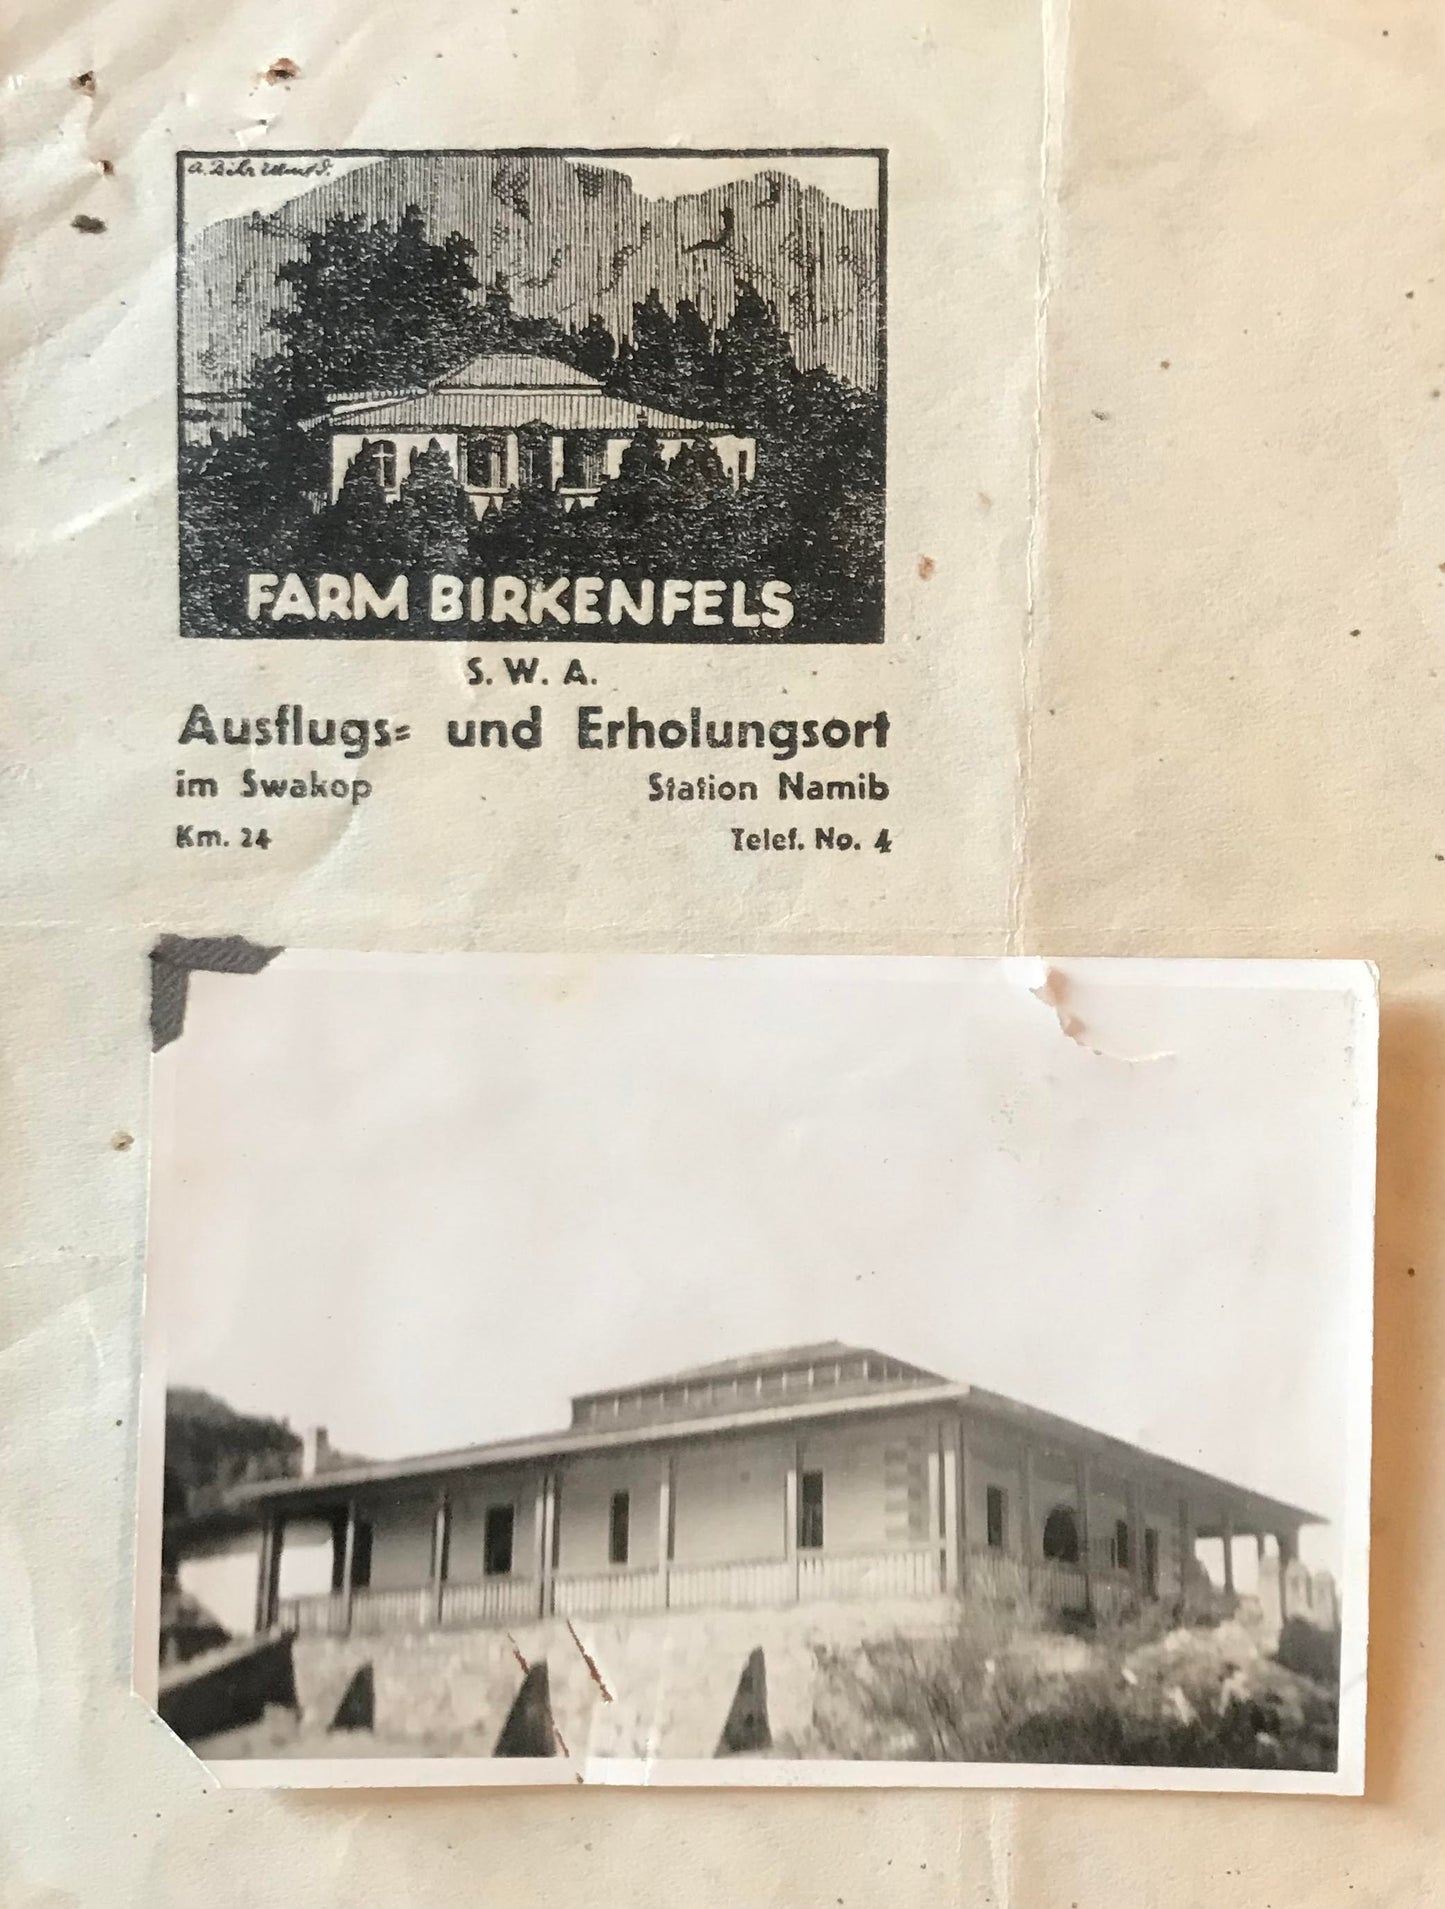 FARM BIRKENFELS
S. W. A.
Ausflugs= und Erholungsort
im Swakop Station Namib
Km. 24 Telef. No. 4